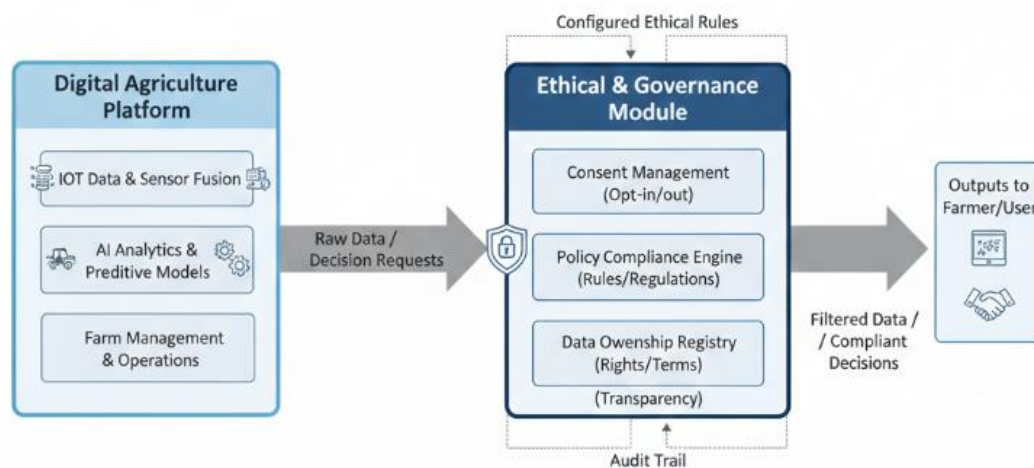 Configured Ethical Rules
Digital Agriculture
Platform
IOT Data & Sensor Fusion
AI Analytics &
Preditive Models
Farm Management
& Operations
Raw Data /
Decision Requests
Ethical & Governance
Module
Consent Management
(Opt-in/out)
Policy Compliance Engine
(Rules/Regulations)
Data Ownership Registry
(Rights/Terms)
(Transparency)
Audit Trail
Filtered Data /
/ Compliant
Decisions
Outputs to
Farmer/User